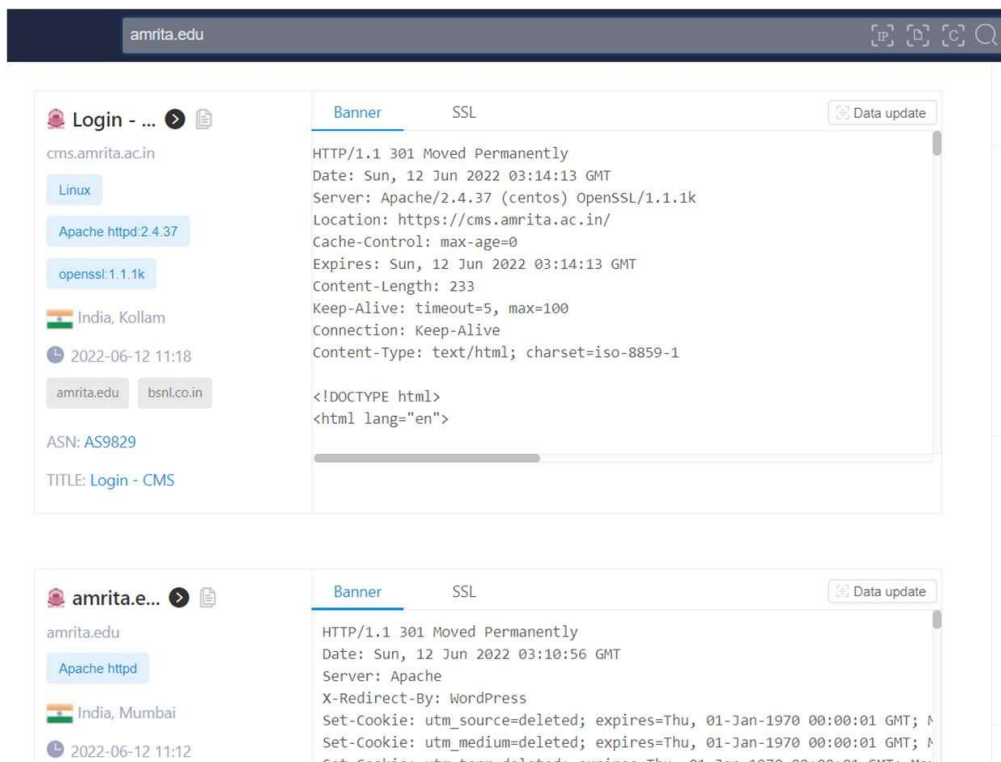 amrita.edu
IP D C
Login - ...
cms.amrita.ac.in
Linux
Apache httpd:2.4.37
openssl:1.1.1k
India, Kollam
2022-06-12 11:18
amrita.edu bsnl.co.in
ASN: AS9829
TITLE: Login - CMS
Banner SSL
Data update
HTTP/1.1 301 Moved Permanently
Date: Sun, 12 Jun 2022 03:14:13 GMT
Server: Apache/2.4.37 (centos) OpenSSL/1.1.1k
Location: https://cms.amrita.ac.in/
Cache-Control: max-age=0
Expires: Sun, 12 Jun 2022 03:14:13 GMT
Content-Length: 233
Keep-Alive: timeout=5, max=100
Connection: Keep-Alive
Content-Type: text/html; charset=iso-8859-1
<!DOCTYPE html>
<html lang="en">
amrita.e...
amrita.edu
Apache httpd
India, Mumbai
2022-06-12 11:12
Banner SSL
Data update
HTTP/1.1 301 Moved Permanently
Date: Sun, 12 Jun 2022 03:10:56 GMT
Server: Apache
X-Redirect-By: WordPress
Set-Cookie: utm_source=deleted; expires=Thu, 01-Jan-1970 00:00:01 GMT;
Set-Cookie: utm_medium=deleted; expires=Thu, 01-Jan-1970 00:00:01 GMT;